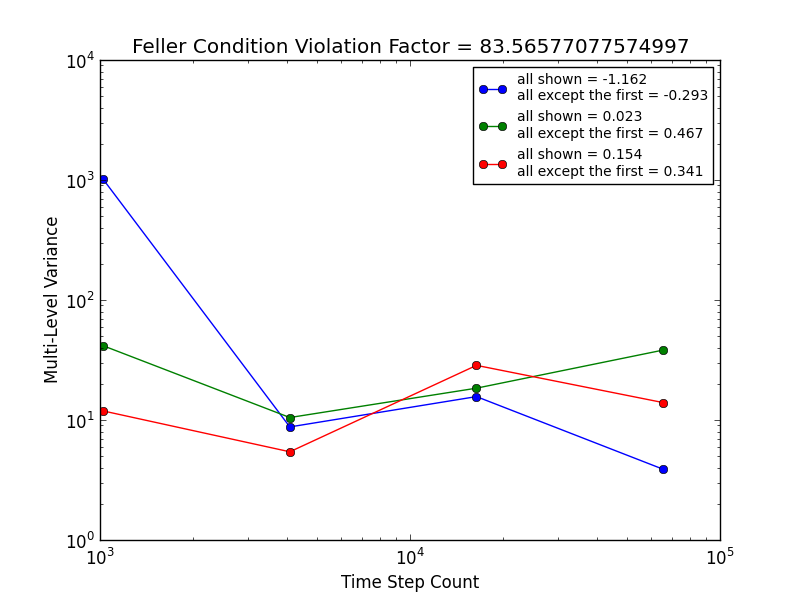 Feller Condition Violation Factor = 83.56577077574997
10^4
10^3
10^2
10^1
10^0
Multi-Level Variance
all shown = -1.162
all except the first = -0.293
all shown = 0.023
all except the first = 0.467
all shown = 0.154
all except the first = 0.341
10^3
10^4
10^5
Time Step Count